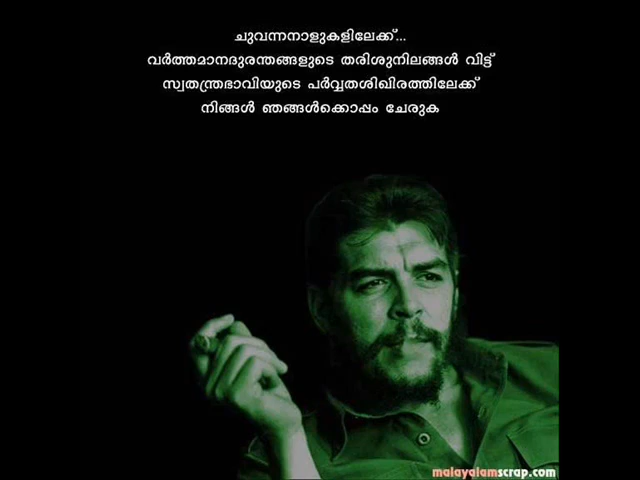 ചുവന്നനാളുകളിലേക്ക്...
വർത്തമാനദുരന്തങ്ങളുടെ തരിശുനിലങ്ങൾ വിട്ട്
സ്വതന്ത്രഭാവിയുടെ പർവ്വതശിഖിരത്തിലേക്ക്
നിങ്ങൾ ഞങ്ങൾക്കൊപ്പം ചേരുക
malayalamscrap.com